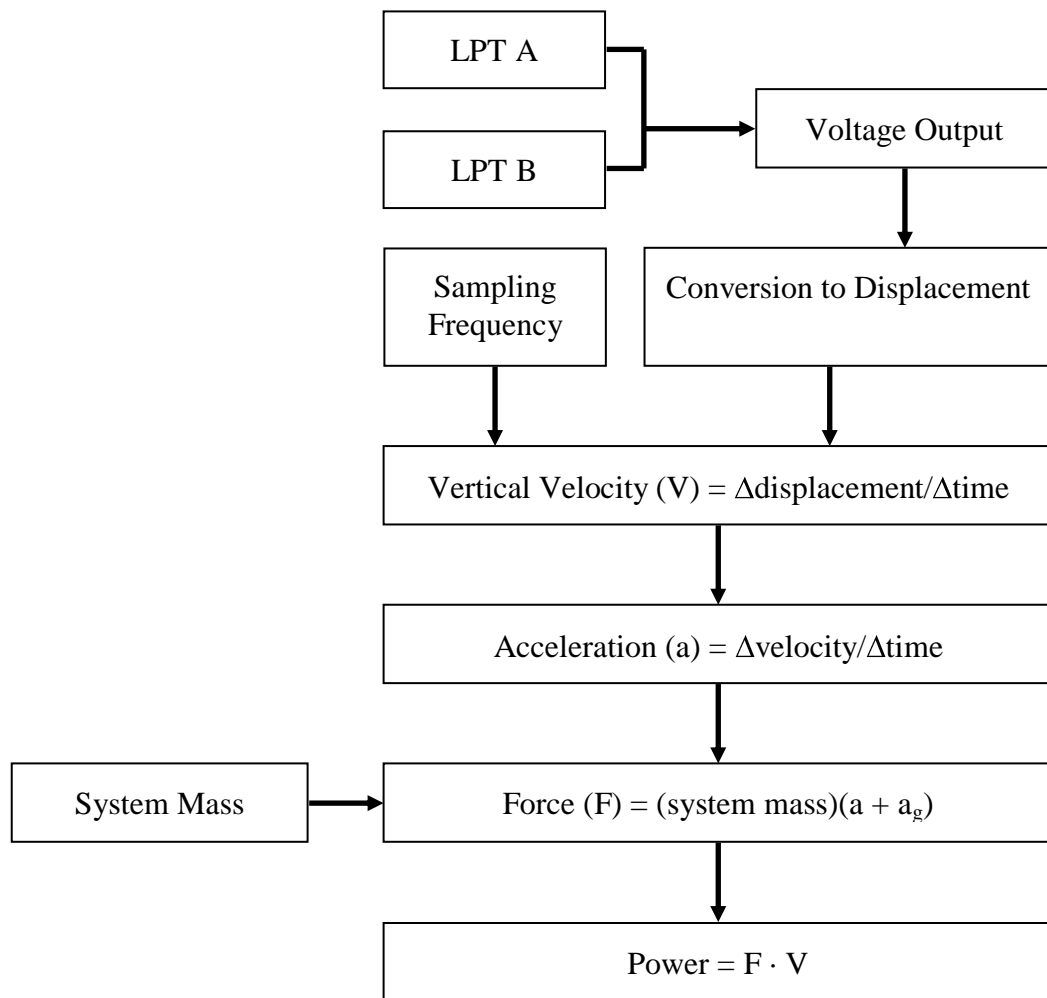 LPT A
LPT B
Voltage Output
Sampling
Frequency
Conversion to Displacement
Vertical Velocity (V) = Δdisplacement/Δtime
Acceleration (a) = Δvelocity/Δtime
System Mass
Force (F) = (system mass)(a + a₉)
Power = F · V